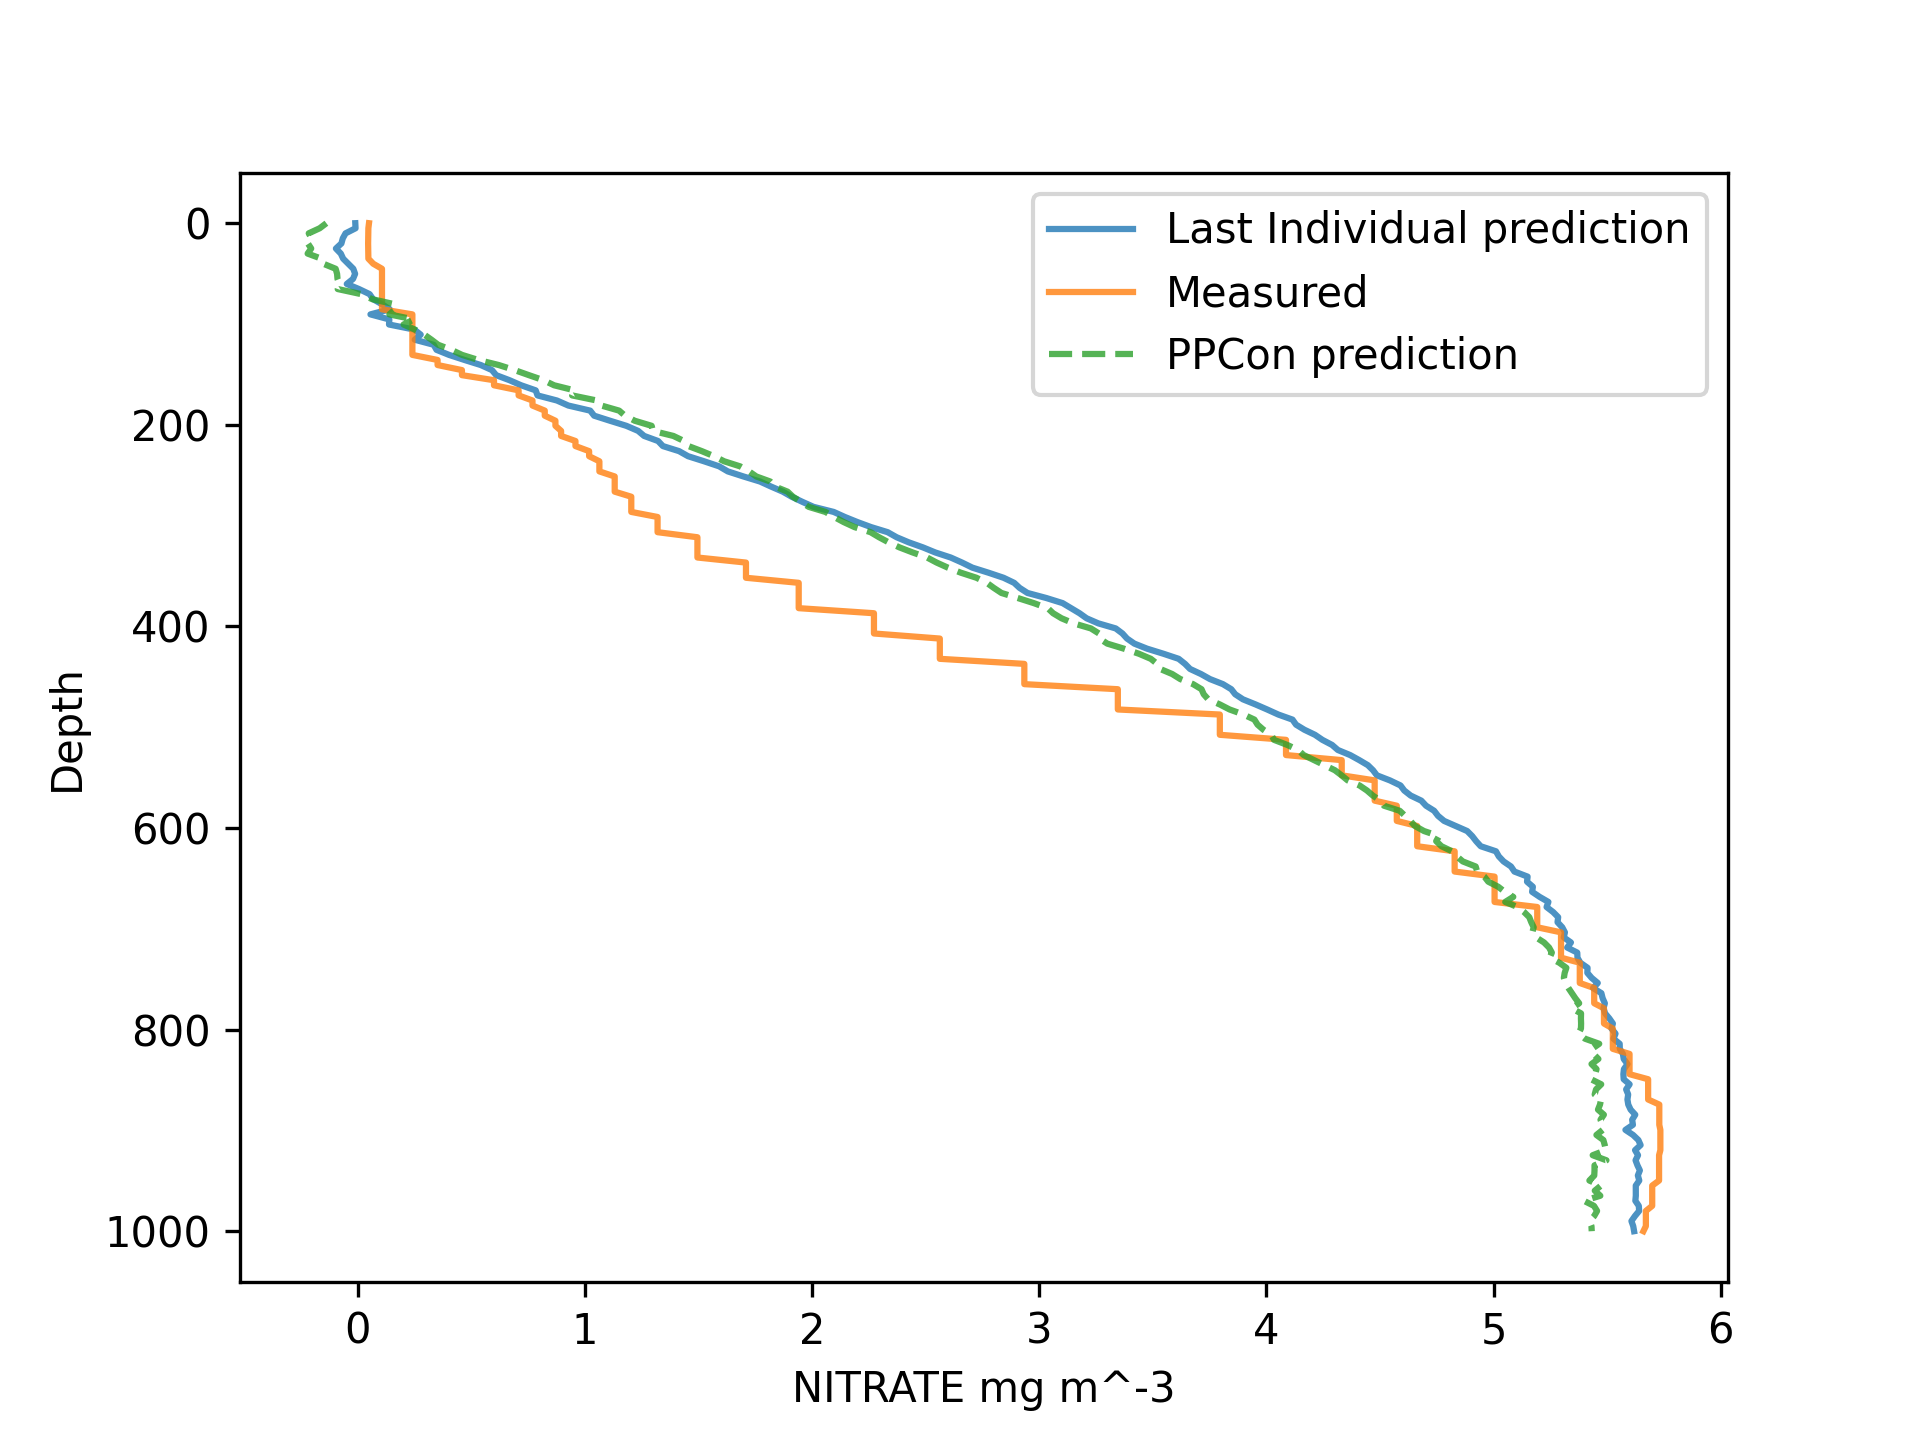 Last Individual prediction
Measured
PPCon prediction
0
200
400
600
800
1000
Depth
0 1 2 3 4 5 6
NITRATE mg m^-3